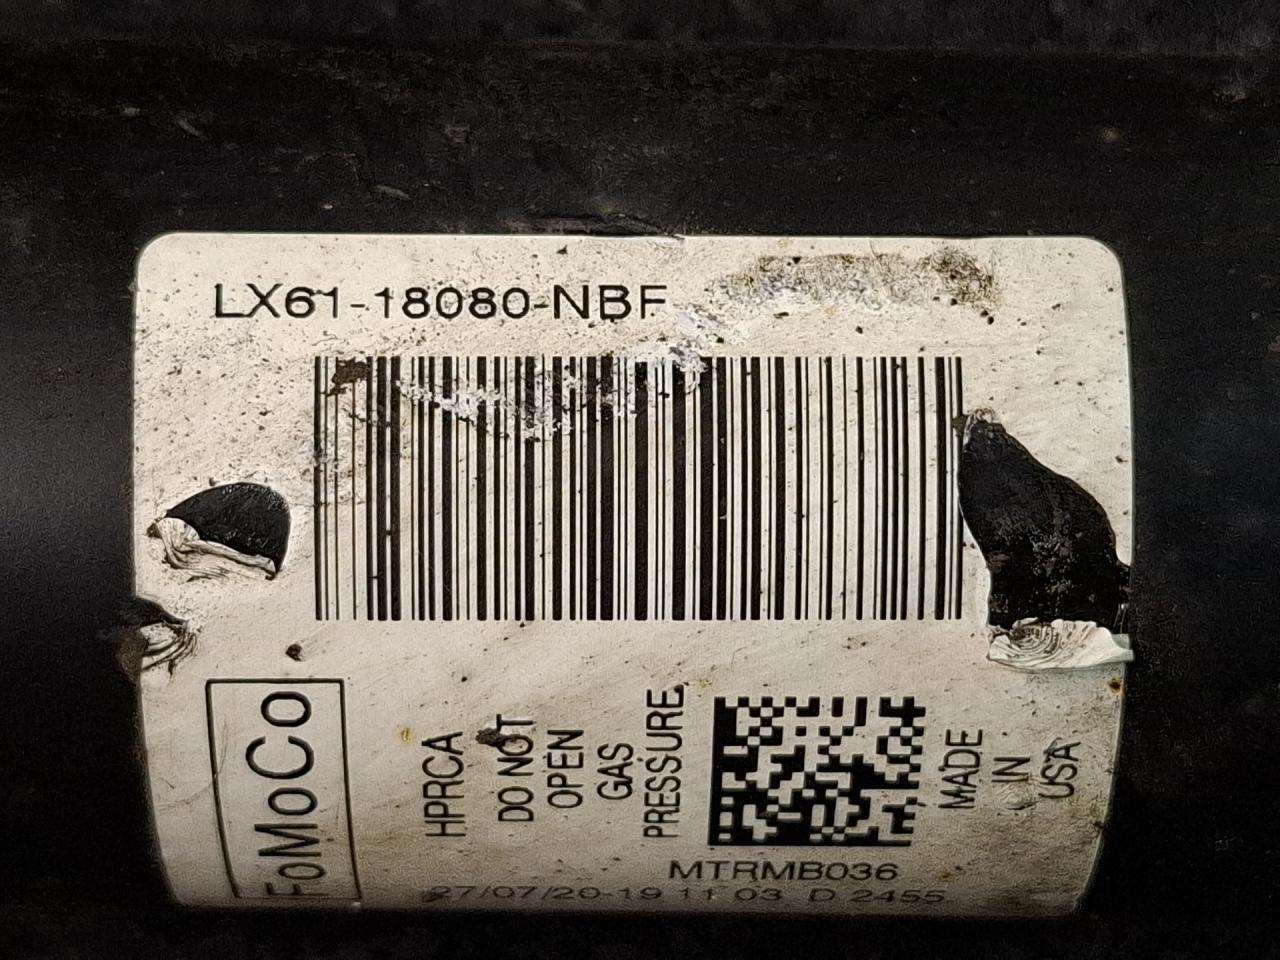 LX61-18080-NBF
FoMoCo
HPRCA
DO NOT
OPEN
GAS
PRESSURE
MADE
IN
USA
MTRMB036
27/07/20-19 11 03 D 2455